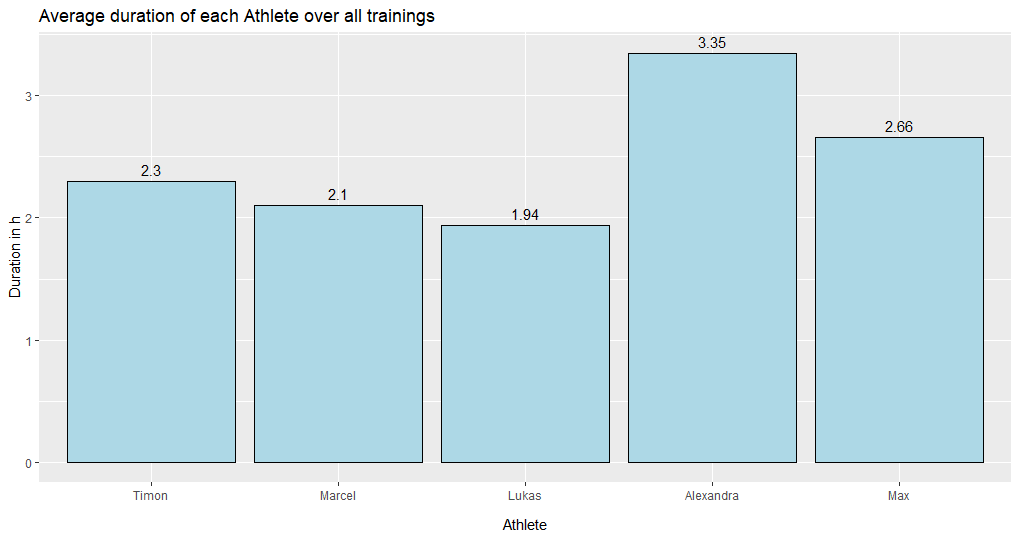 Average duration of each Athlete over all trainings
3.35
2.66
2.3
2.1
1.94
3
2
1
0
Duration in h
Timon
Marcel
Lukas
Alexandra
Max
Athlete